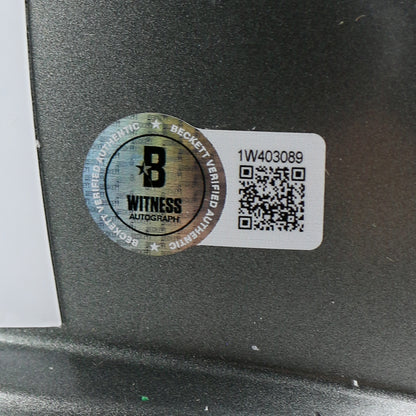 BECKETT VERIFIED AUTHENTIC ★
BECKETT VERIFIED AUTHENTIC ★
B
WITNESS
AUTOGRAPH
1W403089